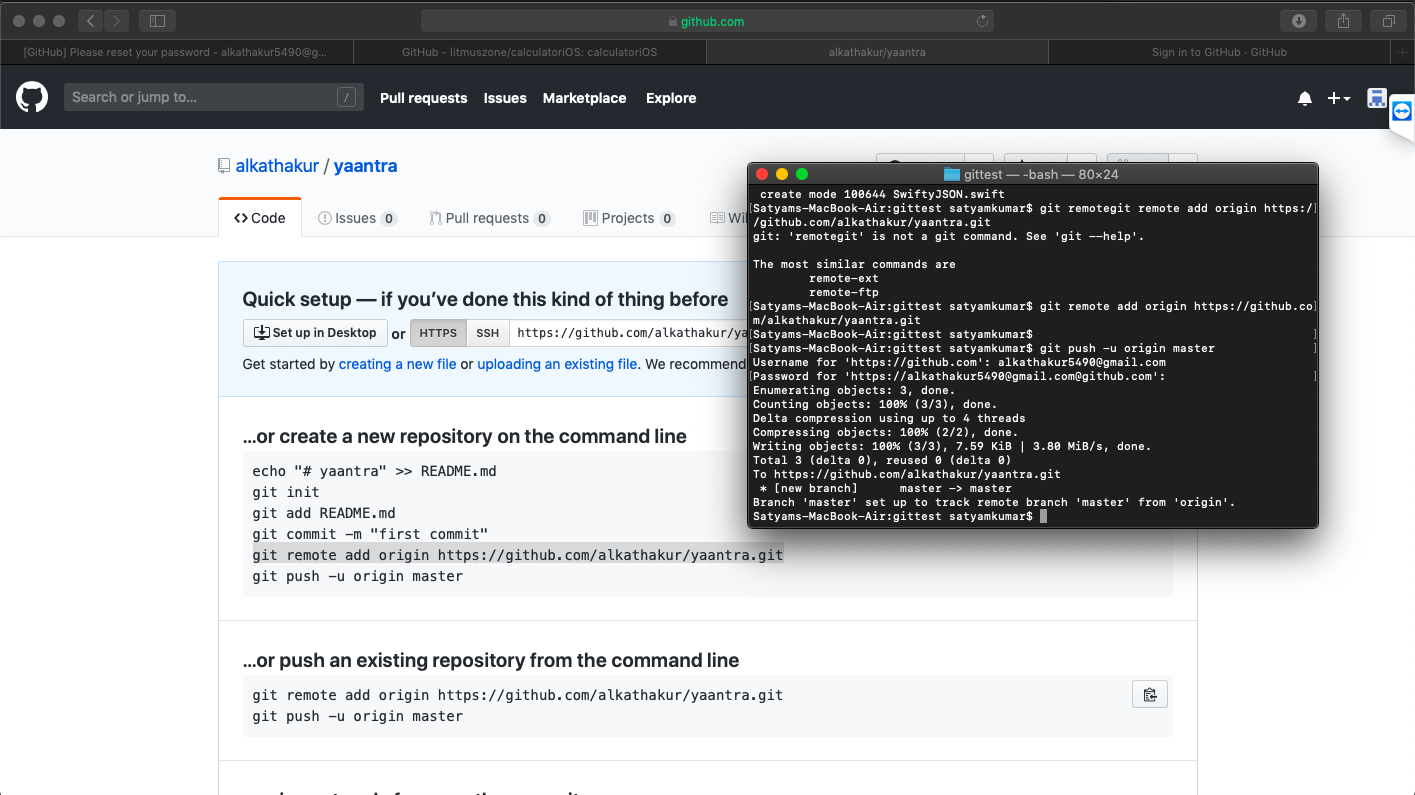 github.com
[GitHub] Please reset your password - alkathakur5490@g...
GitHub - litmuszone/calculatoriOS: calculatoriOS
alkathakur/yaantra
Sign in to GitHub · GitHub
Search or jump to...
/
Pull requests
Issues
Marketplace
Explore
alkathakur / yaantra
Code
Issues 0
Pull requests 0
Projects 0
Quick setup — if you’ve done this kind of thing before
Set up in Desktop
or
HTTPS
SSH
https://github.com/alkathakur/ya
Get started by creating a new file or uploading an existing file. We recommend
…or create a new repository on the command line
echo "# yaantra" >> README.md
git init
git add README.md
git commit -m "first commit"
git remote add origin https://github.com/alkathakur/yaantra.git
git push -u origin master
…or push an existing repository from the command line
git remote add origin https://github.com/alkathakur/yaantra.git
git push -u origin master
gittest — -bash — 80×24
create mode 100644 SwiftyJSON.swift
[Satyams-MacBook-Air:gittest satyamkumar$ git remotegit remote add origin https:/]
/github.com/alkathakur/yaantra.git
git: 'remotegit' is not a git command. See 'git --help'.
The most similar commands are
remote-ext
remote-ftp
[Satyams-MacBook-Air:gittest satyamkumar$ git remote add origin https://github.co]
m/alkathakur/yaantra.git
[Satyams-MacBook-Air:gittest satyamkumar$ ]
[Satyams-MacBook-Air:gittest satyamkumar$ git push -u origin master ]
Username for 'https://github.com': alkathakur5490@gmail.com
[Password for 'https://alkathakur5490@gmail.com@github.com': ]
Enumerating objects: 3, done.
Counting objects: 100% (3/3), done.
Delta compression using up to 4 threads
Compressing objects: 100% (2/2), done.
Writing objects: 100% (3/3), 7.59 KiB | 3.80 MiB/s, done.
Total 3 (delta 0), reused 0 (delta 0)
To https://github.com/alkathakur/yaantra.git
* [new branch] master -> master
Branch 'master' set up to track remote branch 'master' from 'origin'.
Satyams-MacBook-Air:gittest satyamkumar$